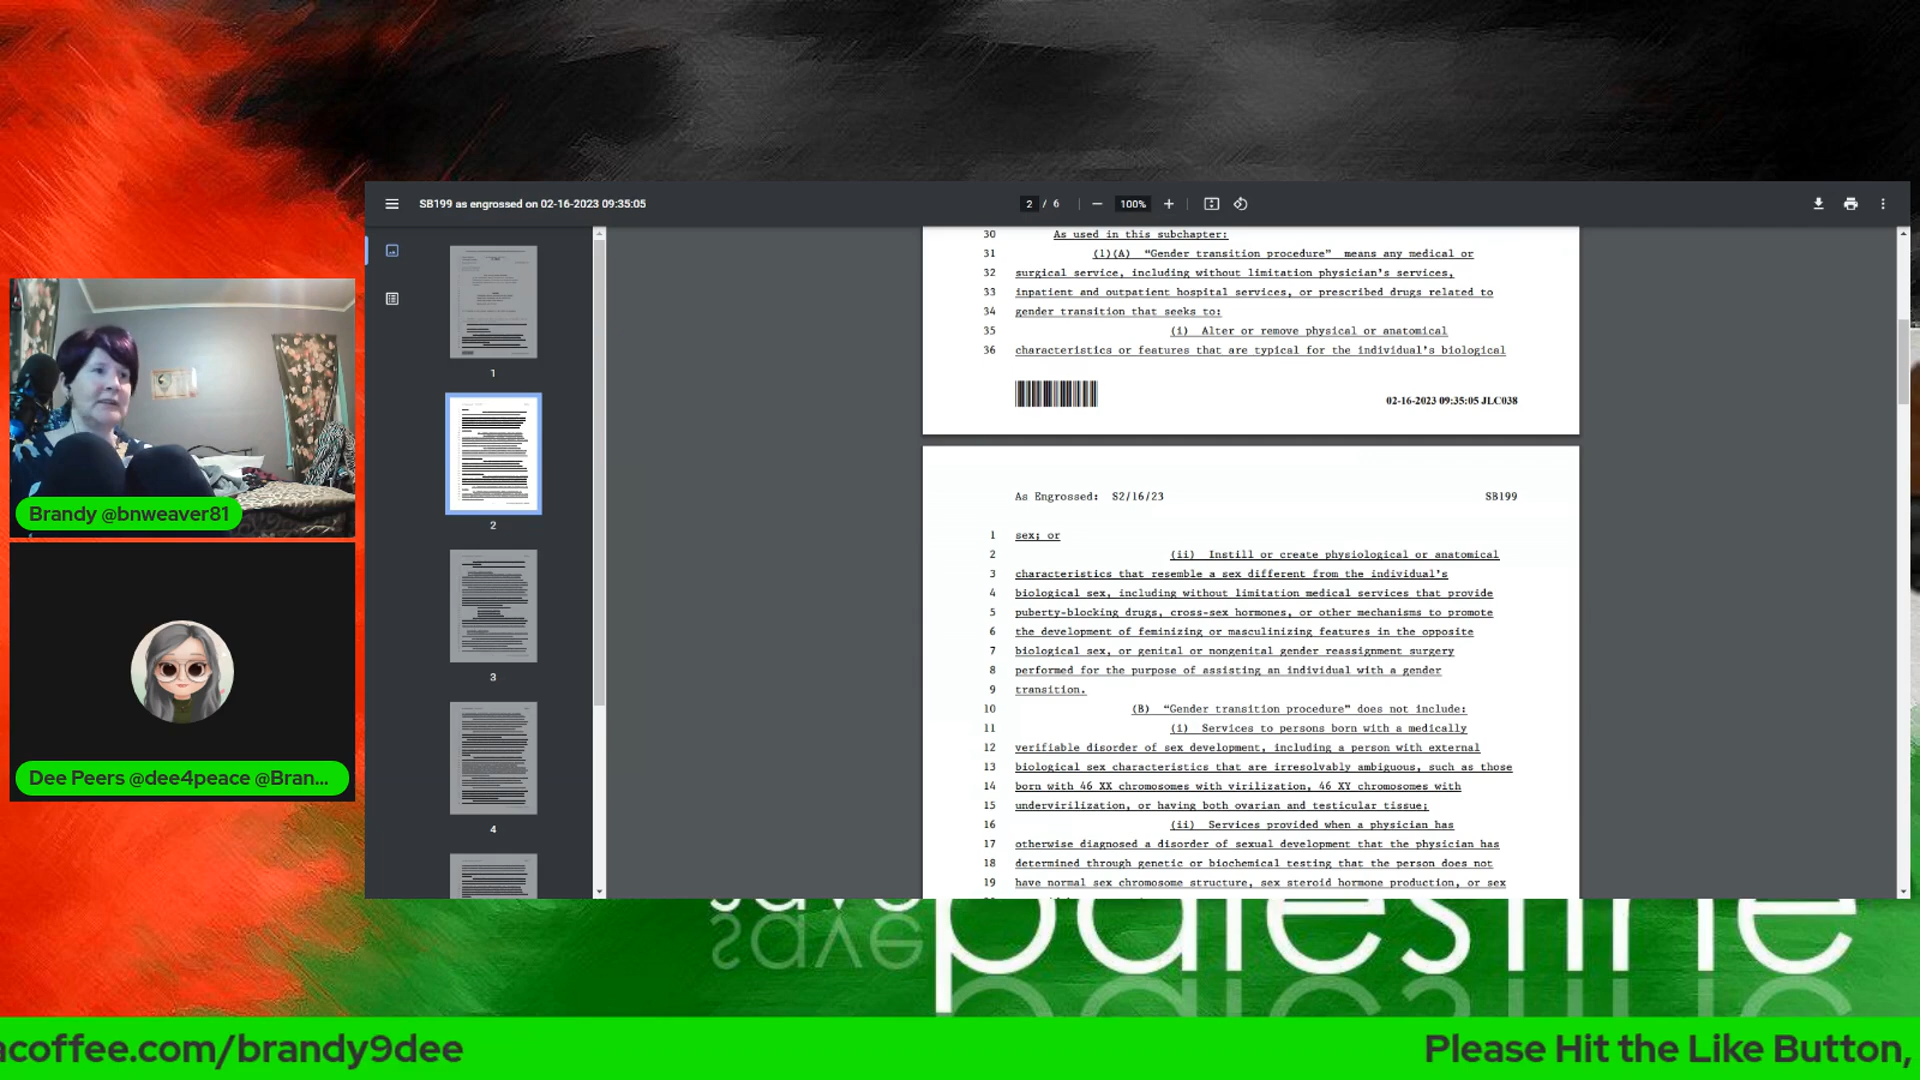 SB199 as engrossed on 02-16-2023 09:35:05
2 / 6
100%
1
2
3
4
30 As used in this subchapter:
31 (1)(A) “Gender transition procedure” means any medical or
32 surgical service, including without limitation physician's services,
33 inpatient and outpatient hospital services, or prescribed drugs related to
34 gender transition that seeks to:
35 (i) Alter or remove physical or anatomical
36 characteristics or features that are typical for the individual's biological
02-16-2023 09:35:05 JLC038
As Engrossed: S2/16/23 SB199
1 sex; or
2 (ii) Instill or create physiological or anatomical
3 characteristics that resemble a sex different from the individual's
4 biological sex, including without limitation medical services that provide
5 puberty-blocking drugs, cross-sex hormones, or other mechanisms to promote
6 the development of feminizing or masculinizing features in the opposite
7 biological sex, or genital or nongenital gender reassignment surgery
8 performed for the purpose of assisting an individual with a gender
9 transition.
10 (B) “Gender transition procedure” does not include:
11 (i) Services to persons born with a medically
12 verifiable disorder of sex development, including a person with external
13 biological sex characteristics that are irresolvably ambiguous, such as those
14 born with 46 XX chromosomes with virilization, 46 XY chromosomes with
15 undervirilization, or having both ovarian and testicular tissue;
16 (ii) Services provided when a physician has
17 otherwise diagnosed a disorder of sexual development that the physician has
18 determined through genetic or biochemical testing that the person does not
19 have normal sex chromosome structure, sex steroid hormone production, or sex
Brandy @bnweaver81
Dee Peers @dee4peace @Bran...
save palestine
acoffee.com/brandy9dee
Please Hit the Like Button,